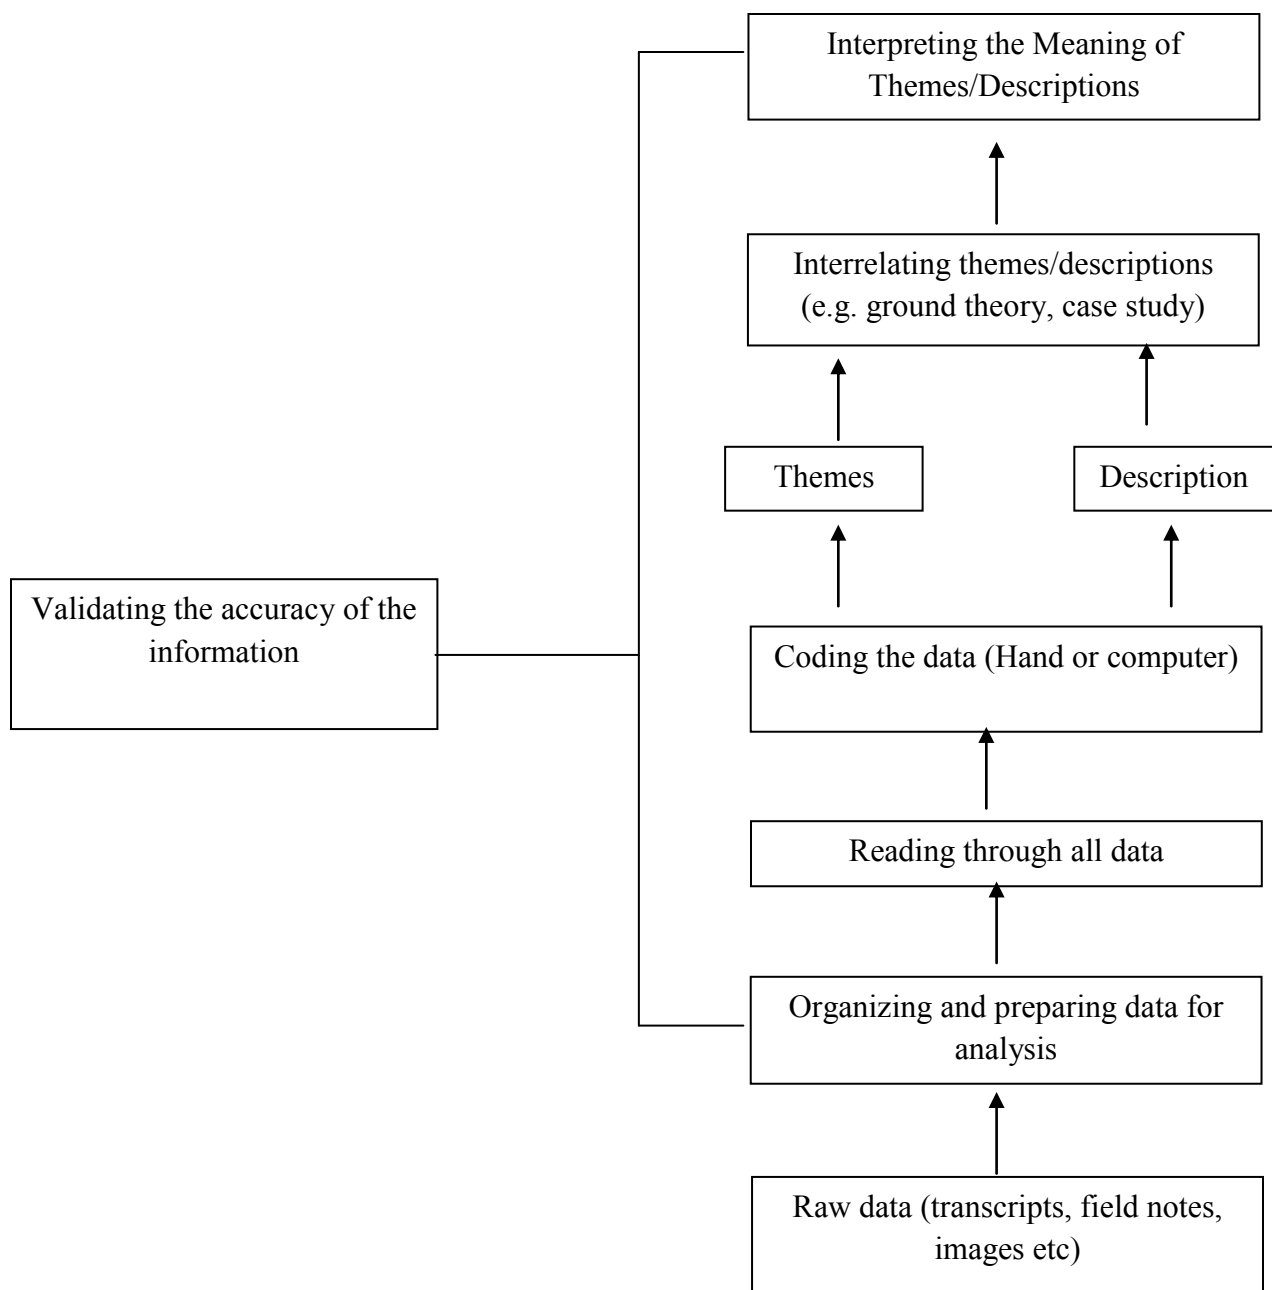 Interpreting the Meaning of
Themes/Descriptions
Interrelating themes/descriptions
(e.g. ground theory, case study)
Themes
Description
Validating the accuracy of the
information
Coding the data (Hand or computer)
Reading through all data
Organizing and preparing data for
analysis
Raw data (transcripts, field notes,
images etc)